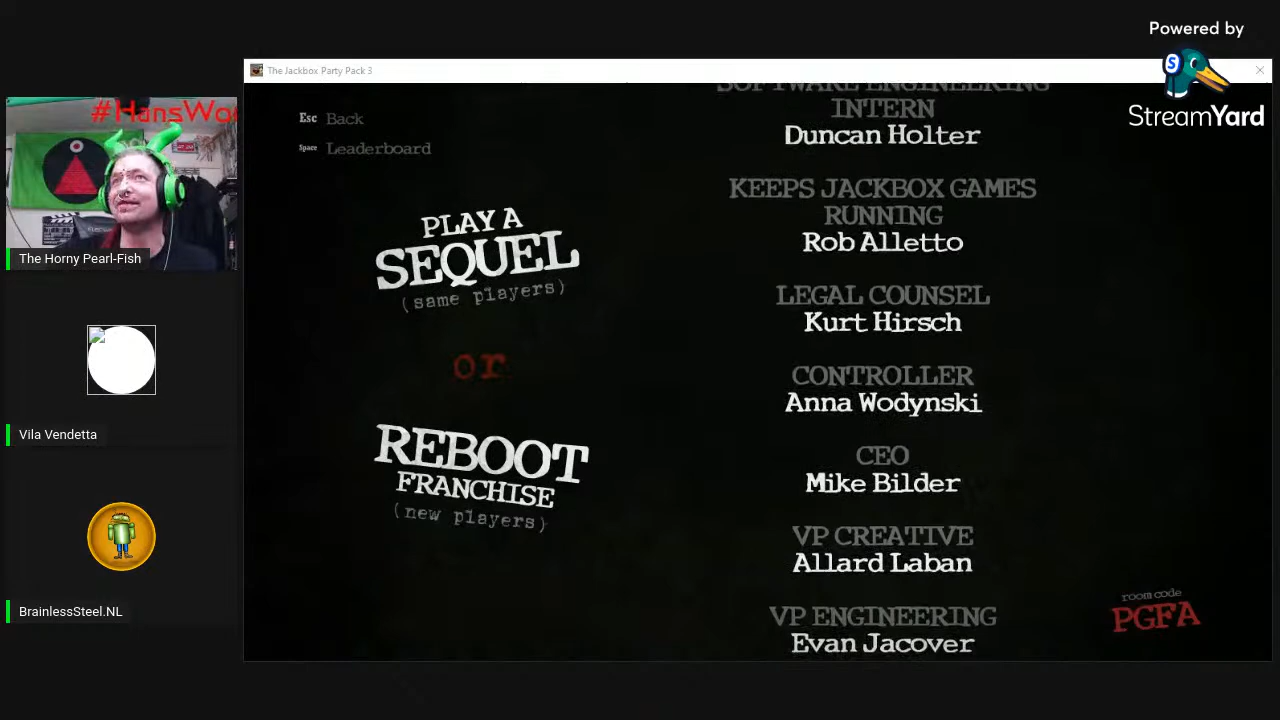 Powered by
StreamYard
The Jackbox Party Pack 3
#HansWo
The Horny Pearl-Fish
Vila Vendetta
BrainlessSteel.NL
Esc Back
Space Leaderboard
PLAY A
SEQUEL
(same players)
or
REBOOT
FRANCHISE
(new players)
SOFTWARE ENGINEERING
INTERN
Duncan Holter
KEEPS JACKBOX GAMES
RUNNING
Rob Alletto
LEGAL COUNSEL
Kurt Hirsch
CONTROLLER
Anna Wodynski
CEO
Mike Bilder
VP CREATIVE
Allard Laban
VP ENGINEERING
Evan Jacover
room code
PGFA